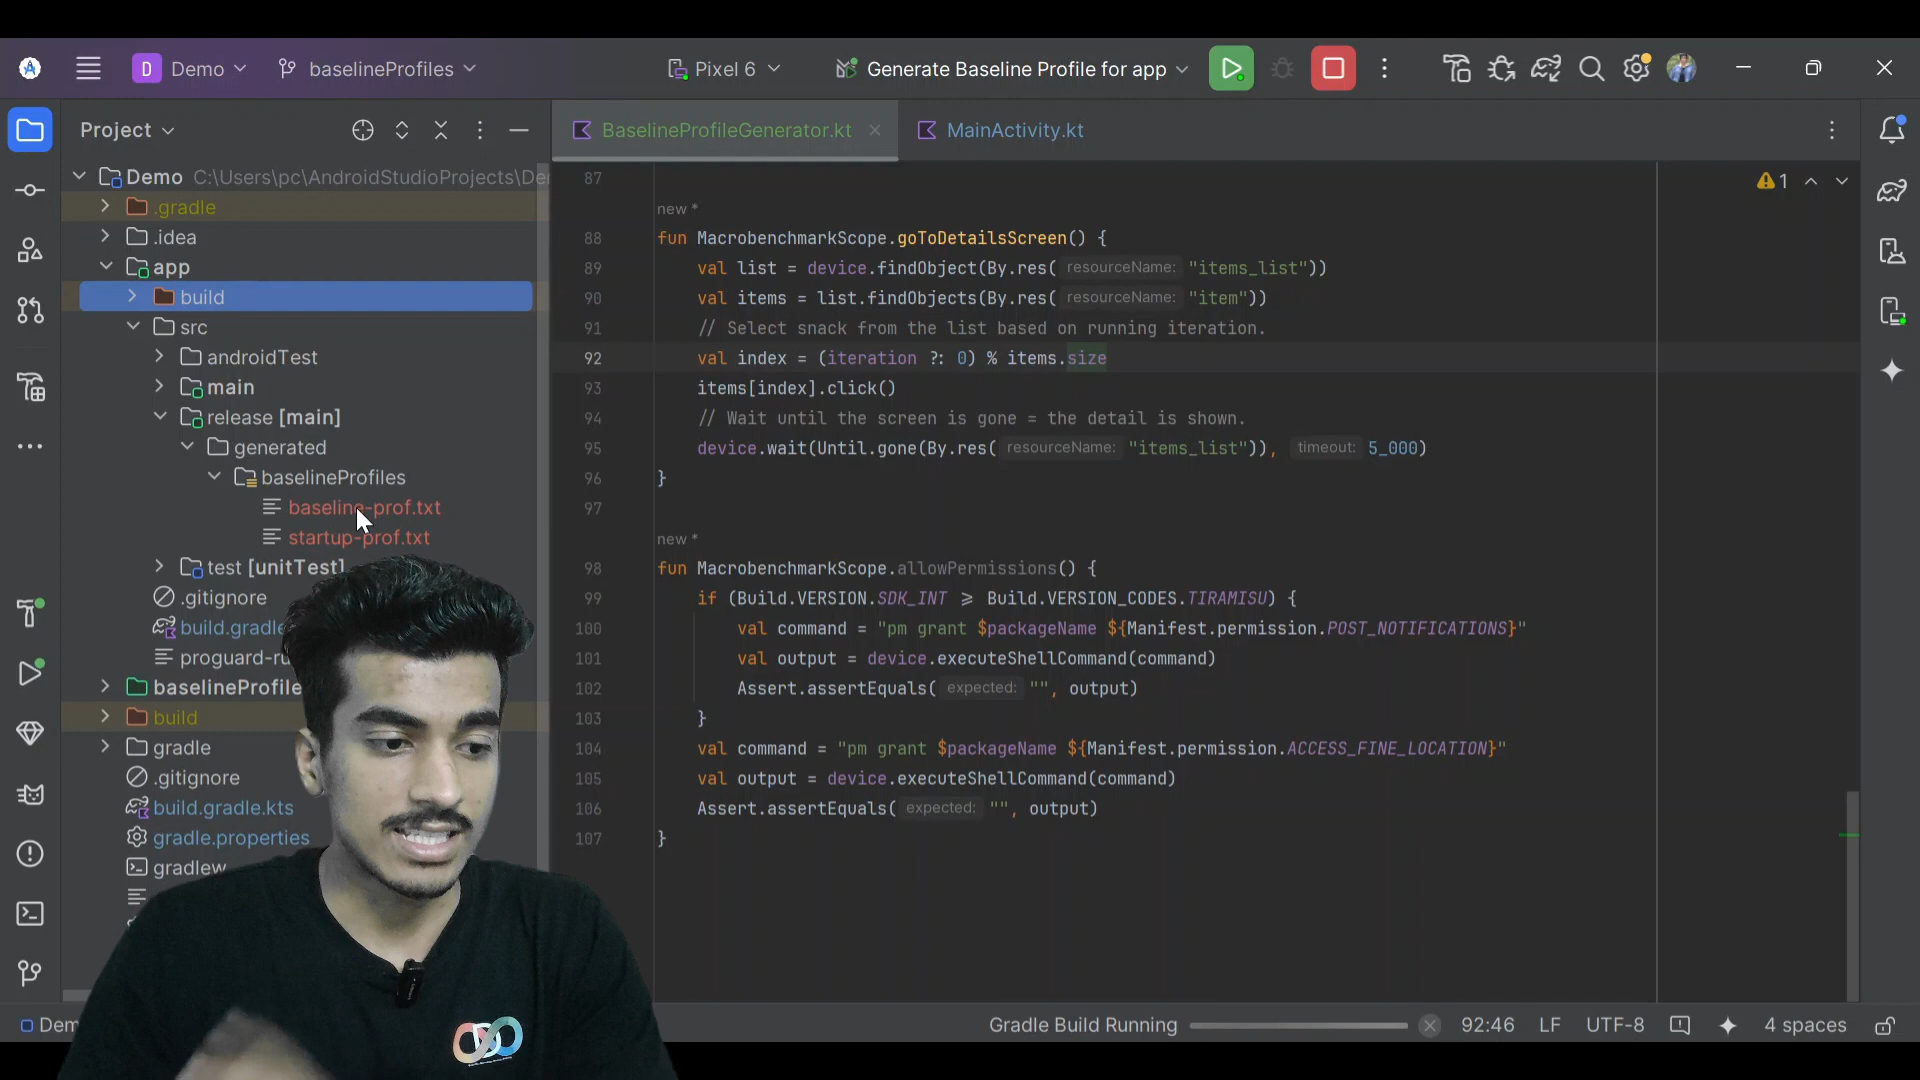 D Demo baselineProfiles Pixel 6 Generate Baseline Profile for app
Project
BaselineProfileGenerator.kt
MainActivity.kt
Demo C:\Users\pc\AndroidStudioProjects\De
.gradle
.idea
app
build
src
androidTest
main
release [main]
generated
baselineProfiles
baseline-prof.txt
startup-prof.txt
test [unitTest]
.gitignore
build.gradle
proguard-ru
baselineProfile
build
gradle
.gitignore
build.gradle.kts
gradle.properties
gradlew
1
87
new *
88 fun MacrobenchmarkScope.goToDetailsScreen() {
89 val list = device.findObject(By.res( resourceName: "items_list"))
90 val items = list.findObjects(By.res( resourceName: "item"))
91 // Select snack from the list based on running iteration.
92 val index = (iteration ?: 0) % items.size
93 items[index].click()
94 // Wait until the screen is gone = the detail is shown.
95 device.wait(Until.gone(By.res( resourceName: "items_list")), timeout: 5_000)
96 }
97
new *
98 fun MacrobenchmarkScope.allowPermissions() {
99 if (Build.VERSION.SDK_INT ≥ Build.VERSION_CODES.TIRAMISU) {
100 val command = "pm grant $packageName ${Manifest.permission.POST_NOTIFICATIONS}"
101 val output = device.executeShellCommand(command)
102 Assert.assertEquals( expected: "", output)
103 }
104 val command = "pm grant $packageName ${Manifest.permission.ACCESS_FINE_LOCATION}"
105 val output = device.executeShellCommand(command)
106 Assert.assertEquals( expected: "", output)
107 }
Dem
Gradle Build Running 92:46 LF UTF-8 4 spaces